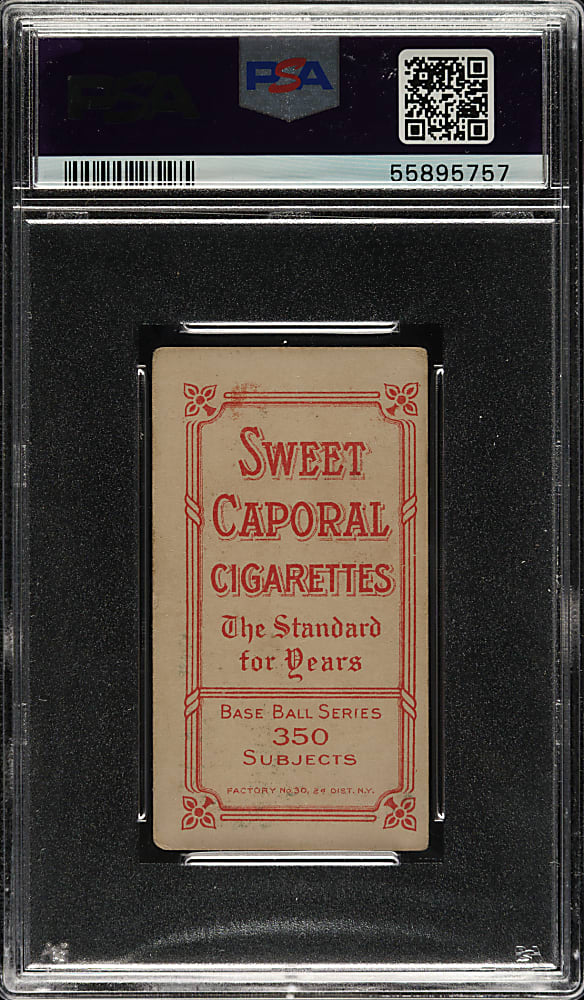 PSA
PSA
55895757
SWEET
CAPORAL
CIGARETTES
The Standard
for Years
BASE BALL SERIES
350
SUBJECTS
FACTORY No 30, 2d DIST. N.Y.